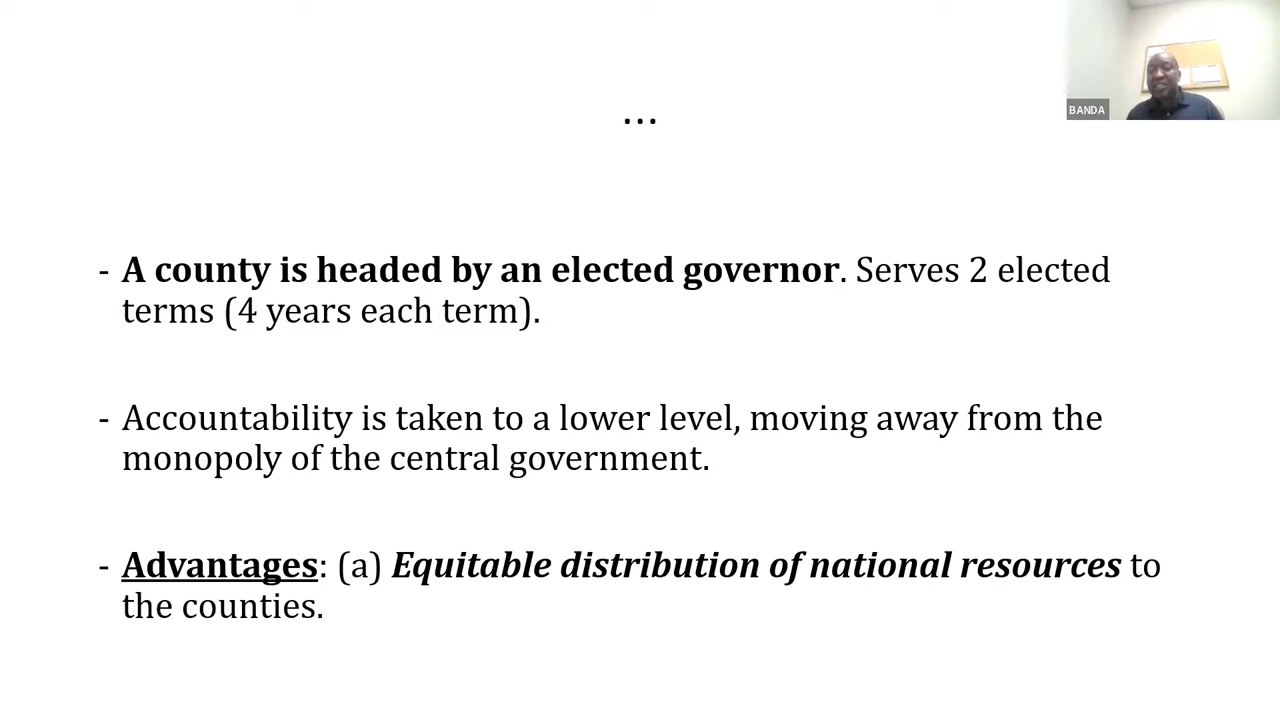 BANDA
...
- A county is headed by an elected governor. Serves 2 elected
terms (4 years each term).
- Accountability is taken to a lower level, moving away from the
monopoly of the central government.
- Advantages: (a) Equitable distribution of national resources to
the counties.